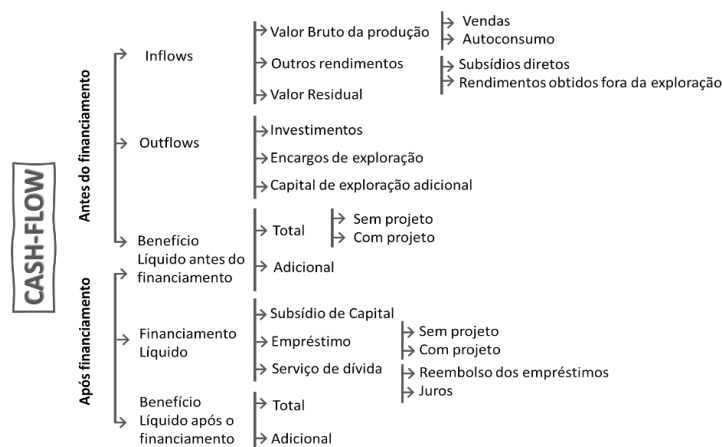 CASH-FLOW
Antes do financiamento
Inflows
Valor Bruto da produção
Vendas
Autoconsumo
Outros rendimentos
Subsídios diretos
Rendimentos obtidos fora da exploração
Valor Residual
Outflows
Investimentos
Encargos de exploração
Capital de exploração adicional
Benefício
Líquido antes do
financiamento
Total
Sem projeto
Com projeto
Adicional
Após financiamento
Financiamento
Líquido
Subsídio de Capital
Empréstimo
Sem projeto
Com projeto
Serviço de dívida
Reembolso dos empréstimos
Juros
Benefício
Líquido após o
financiamento
Total
Adicional